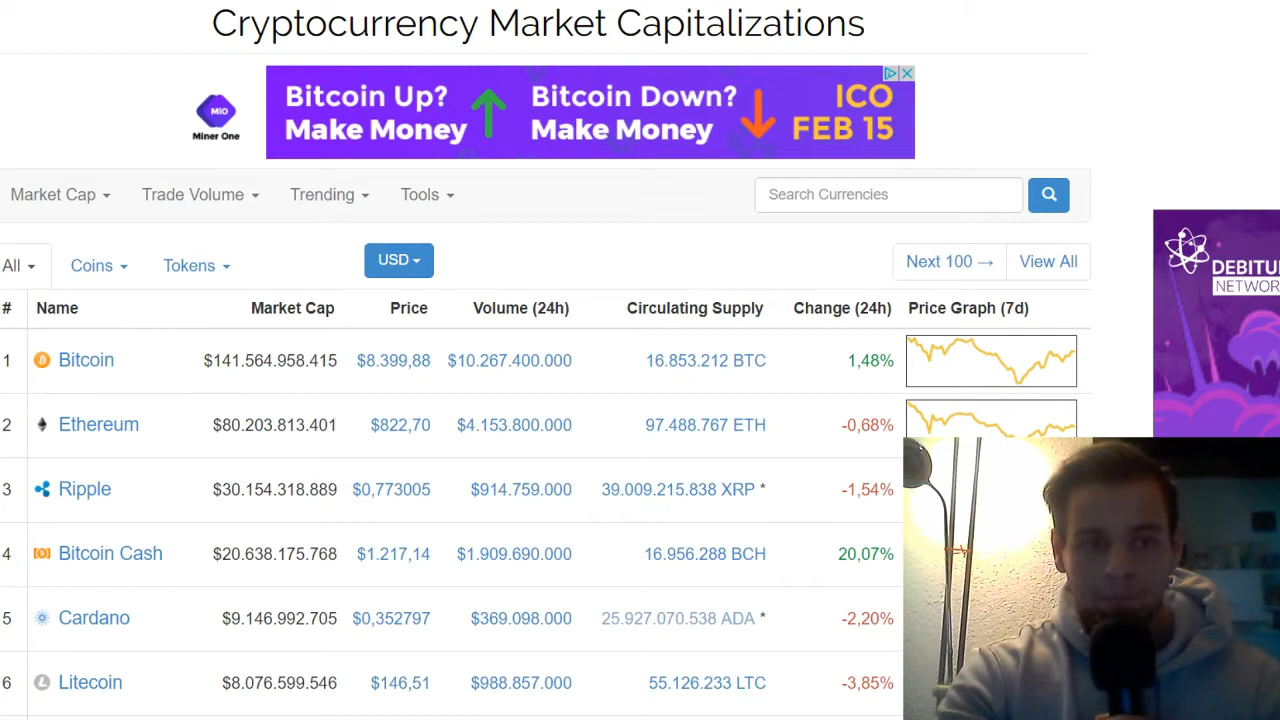 Cryptocurrency Market Capitalizations
MIO
Miner One
Bitcoin Up?
Make Money
Bitcoin Down?
Make Money
ICO
FEB 15
Market Cap
Trade Volume
Trending
Tools
Search Currencies
All
Coins
Tokens
USD
Next 100 →
View All
# Name Market Cap Price Volume (24h) Circulating Supply Change (24h) Price Graph (7d)
1 Bitcoin $141.564.958.415 $8.399,88 $10.267.400.000 16.853.212 BTC 1,48%
2 Ethereum $80.203.813.401 $822,70 $4.153.800.000 97.488.767 ETH -0,68%
3 Ripple $30.154.318.889 $0,773005 $914.759.000 39.009.215.838 XRP * -1,54%
4 Bitcoin Cash $20.638.175.768 $1.217,14 $1.909.690.000 16.956.288 BCH 20,07%
5 Cardano $9.146.992.705 $0,352797 $369.098.000 25.927.070.538 ADA * -2,20%
6 Litecoin $8.076.599.546 $146,51 $988.857.000 55.126.233 LTC -3,85%
DEBITU
NETWOR